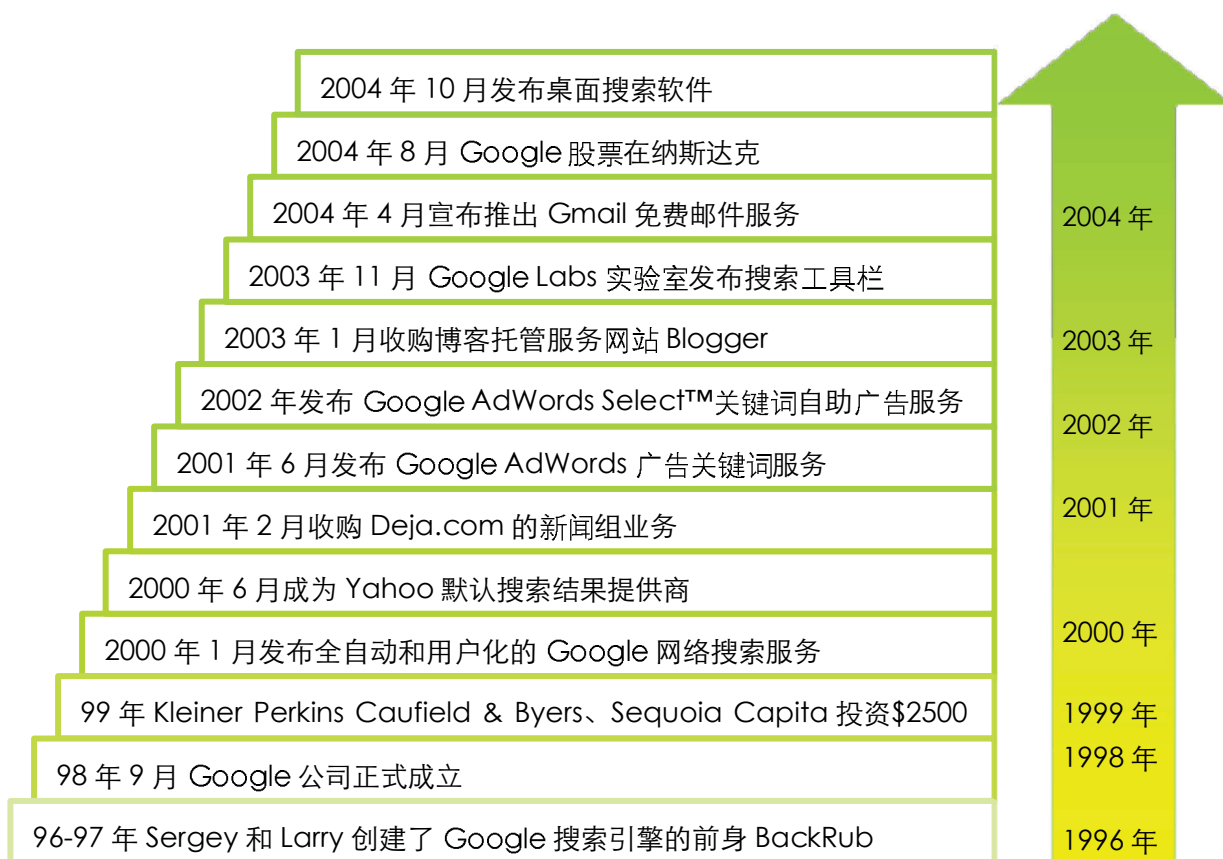 2004 年 10 月发布桌面搜索软件
2004 年 8 月 Google 股票在纳斯达克
2004 年 4 月宣布推出 Gmail 免费邮件服务
2003 年 11 月 Google Labs 实验室发布搜索工具栏
2003 年 1 月收购博客托管服务网站 Blogger
2002 年发布 Google AdWords Select™关键词自助广告服务
2001 年 6 月发布 Google AdWords 广告关键词服务
2001 年 2 月收购 Deja.com 的新闻组业务
2000 年 6 月成为 Yahoo 默认搜索结果提供商
2000 年 1 月发布全自动和用户化的 Google 网络搜索服务
99 年 Kleiner Perkins Caufield & Byers、Sequoia Capita 投资$2500
98 年 9 月 Google 公司正式成立
96-97 年 Sergey 和 Larry 创建了 Google 搜索引擎的前身 BackRub
2004 年
2003 年
2002 年
2001 年
2000 年
1999 年
1998 年
1996 年